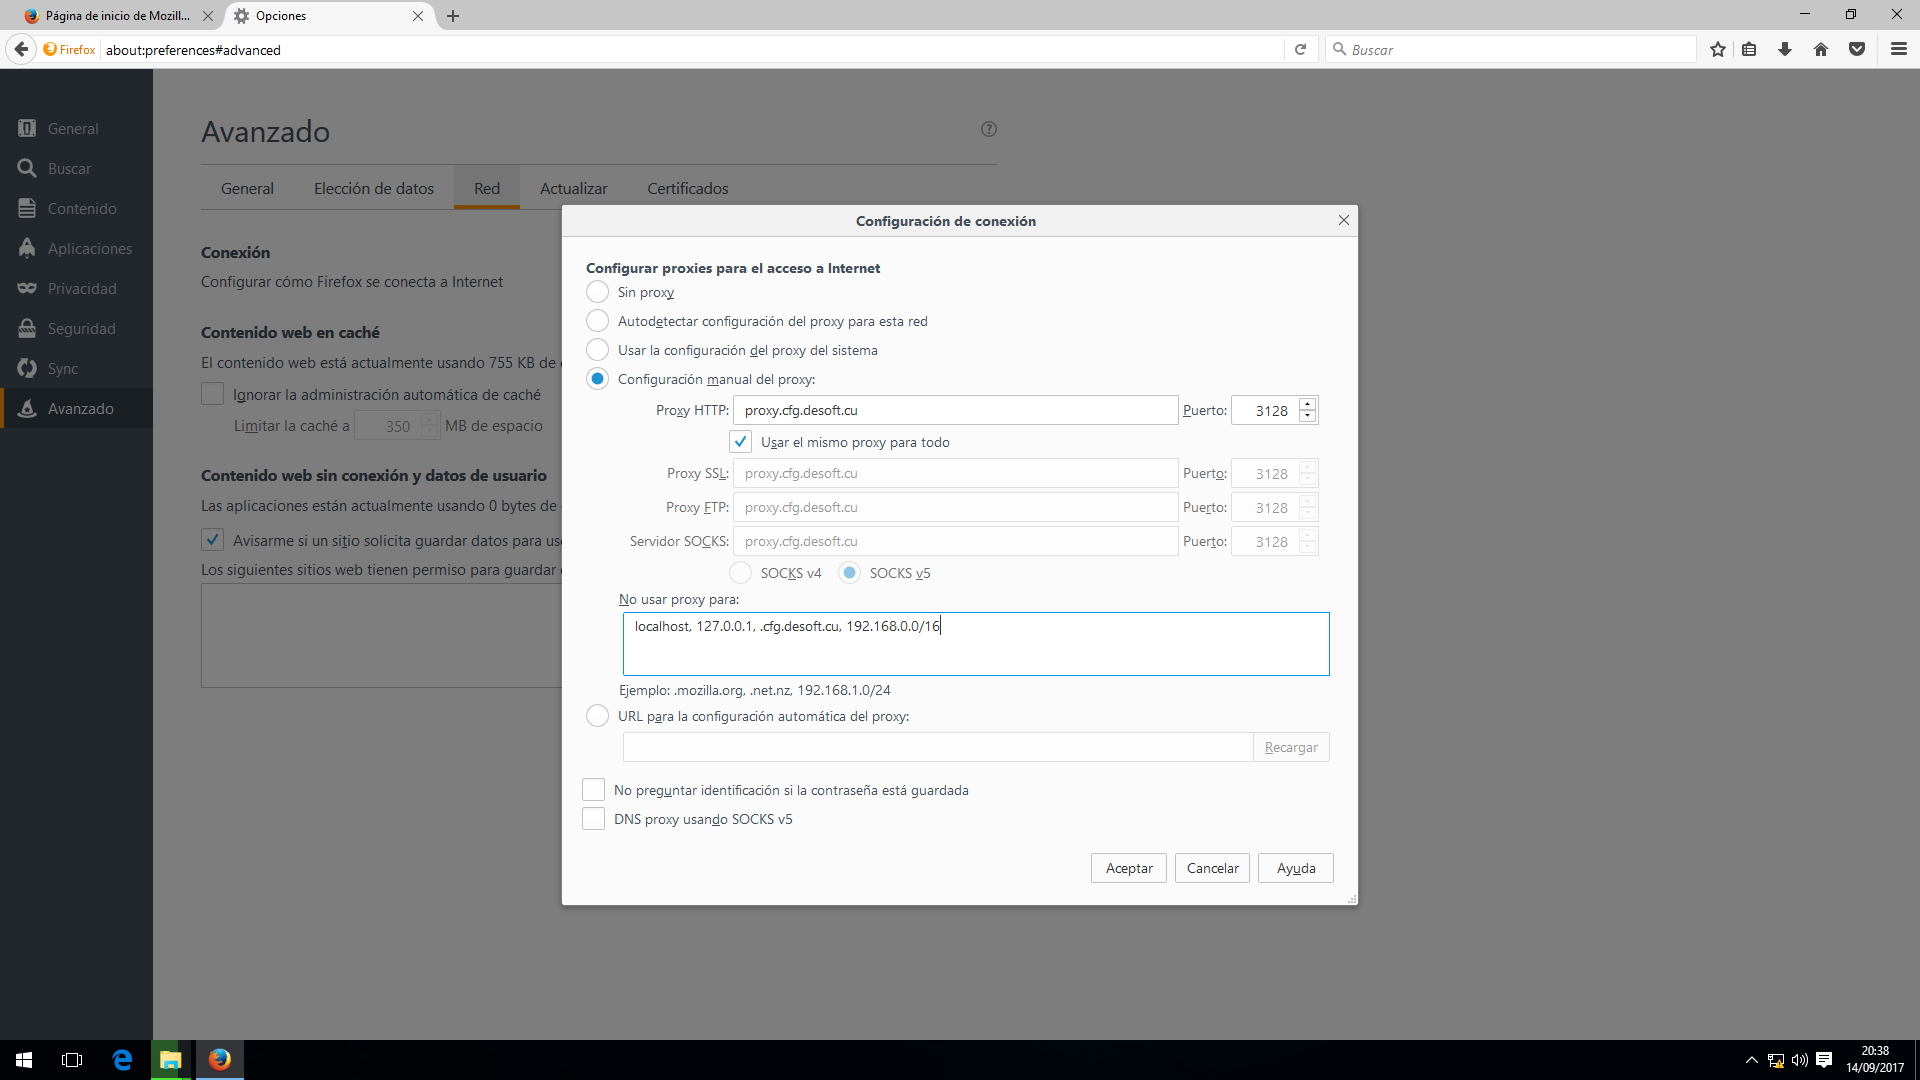 Página de inicio de Mozill...
Opciones
Firefox
about:preferences#advanced
Buscar
General
Buscar
Contenido
Aplicaciones
Privacidad
Seguridad
Sync
Avanzado
Avanzado
General
Elección de datos
Red
Actualizar
Certificados
Conexión
Configurar cómo Firefox se conecta a Internet
Contenido web en caché
El contenido web está actualmente usando 755 KB de
Ignorar la administración automática de caché
Limitar la caché a 350 MB de espacio
Contenido web sin conexión y datos de usuario
Las aplicaciones están actualmente usando 0 bytes de
Avisarme si un sitio solicita guardar datos para us
Los siguientes sitios web tienen permiso para guardar
Configuración de conexión
Configurar proxies para el acceso a Internet
Sin proxy
Autodetectar configuración del proxy para esta red
Usar la configuración del proxy del sistema
Configuración manual del proxy:
Proxy HTTP: proxy.cfg.desoft.cu Puerto: 3128
Usar el mismo proxy para todo
Proxy SSL: proxy.cfg.desoft.cu Puerto: 3128
Proxy FTP: proxy.cfg.desoft.cu Puerto: 3128
Servidor SOCKS: proxy.cfg.desoft.cu Puerto: 3128
SOCKS v4 SOCKS v5
No usar proxy para:
localhost, 127.0.0.1, .cfg.desoft.cu, 192.168.0.0/16
Ejemplo: .mozilla.org, .net.nz, 192.168.1.0/24
URL para la configuración automática del proxy:
Recargar
No preguntar identificación si la contraseña está guardada
DNS proxy usando SOCKS v5
Aceptar
Cancelar
Ayuda
20:38
14/09/2017